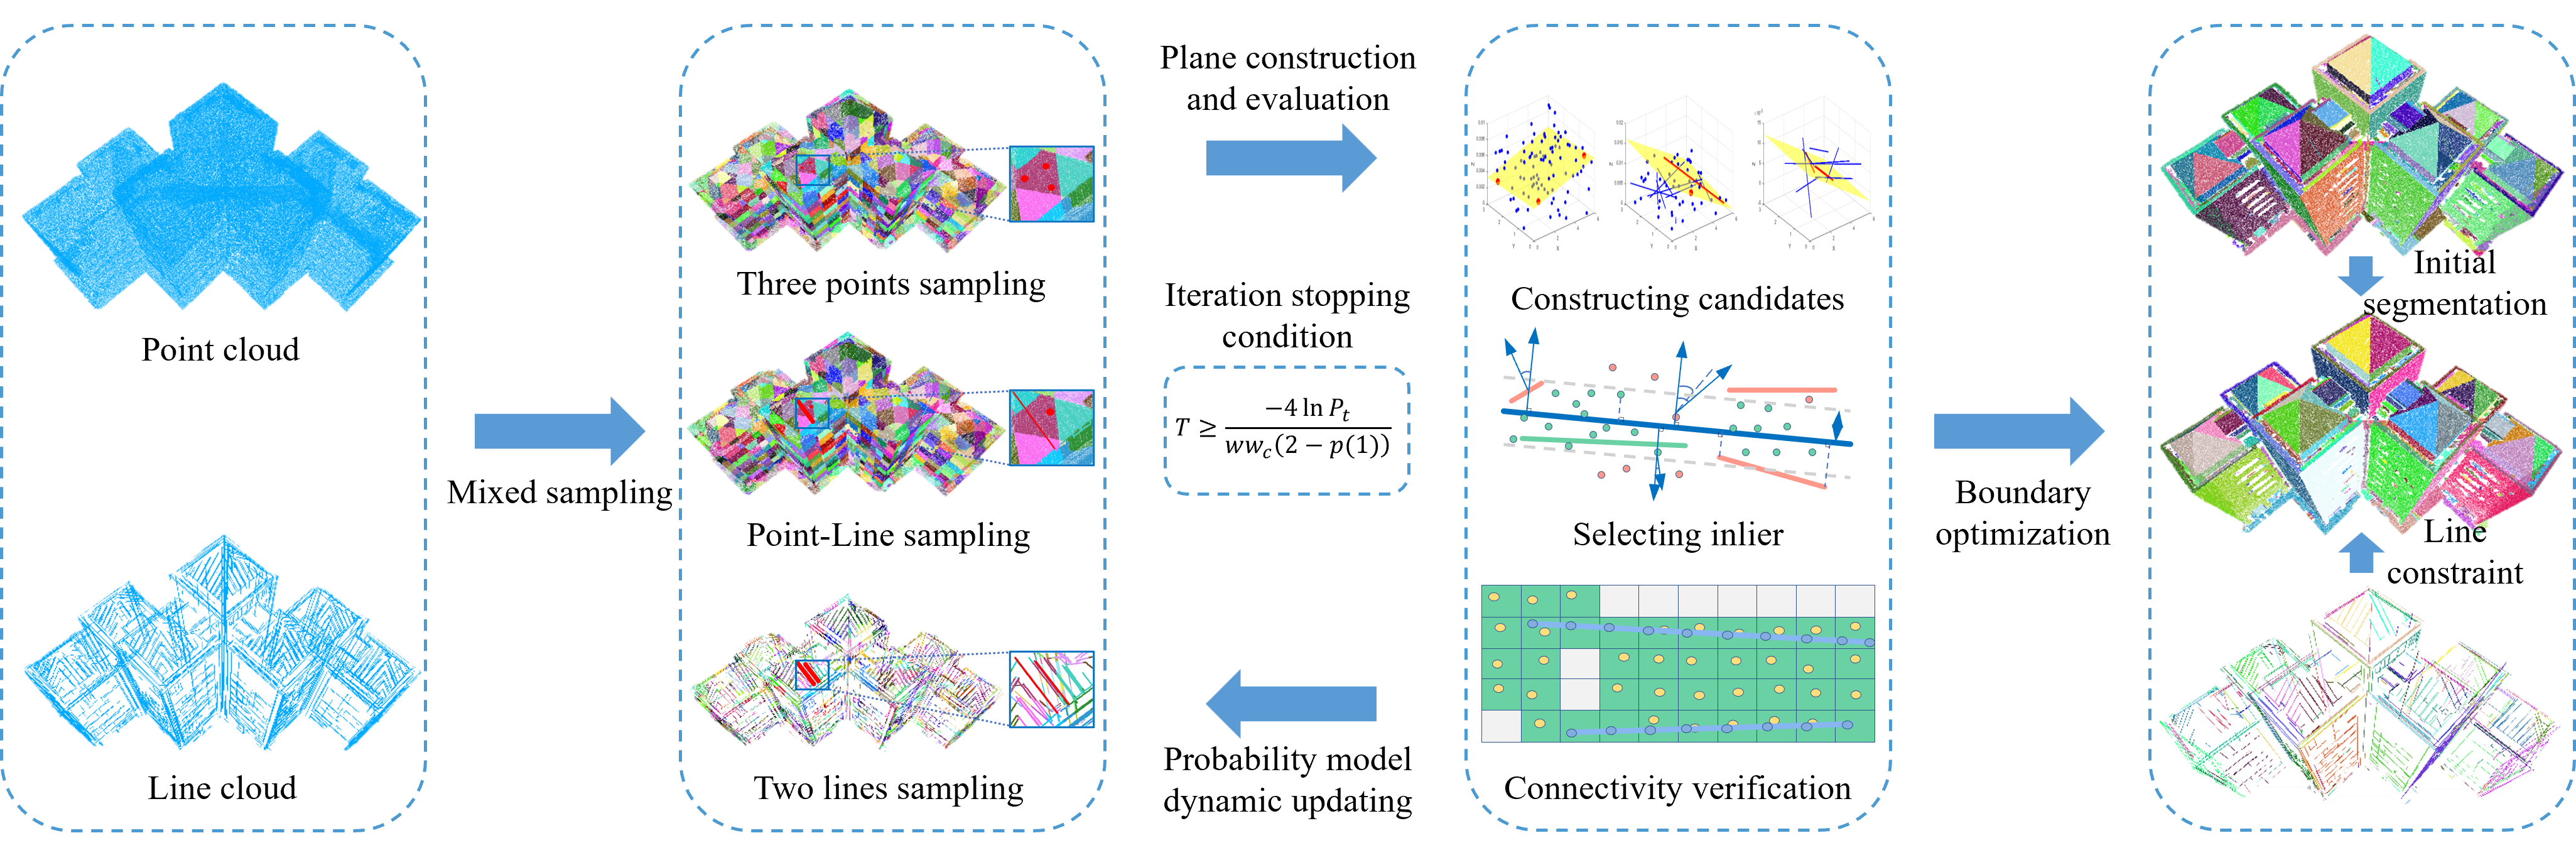 Point cloud
Line cloud
Mixed sampling
Three points sampling
Point-Line sampling
Two lines sampling
Plane construction
and evaluation
Iteration stopping
condition
T ≥ −4 ln P_t / ww_c(2 − p(1))
Probability model
dynamic updating
Constructing candidates
Selecting inlier
Connectivity verification
Boundary
optimization
Initial
segmentation
Line
constraint